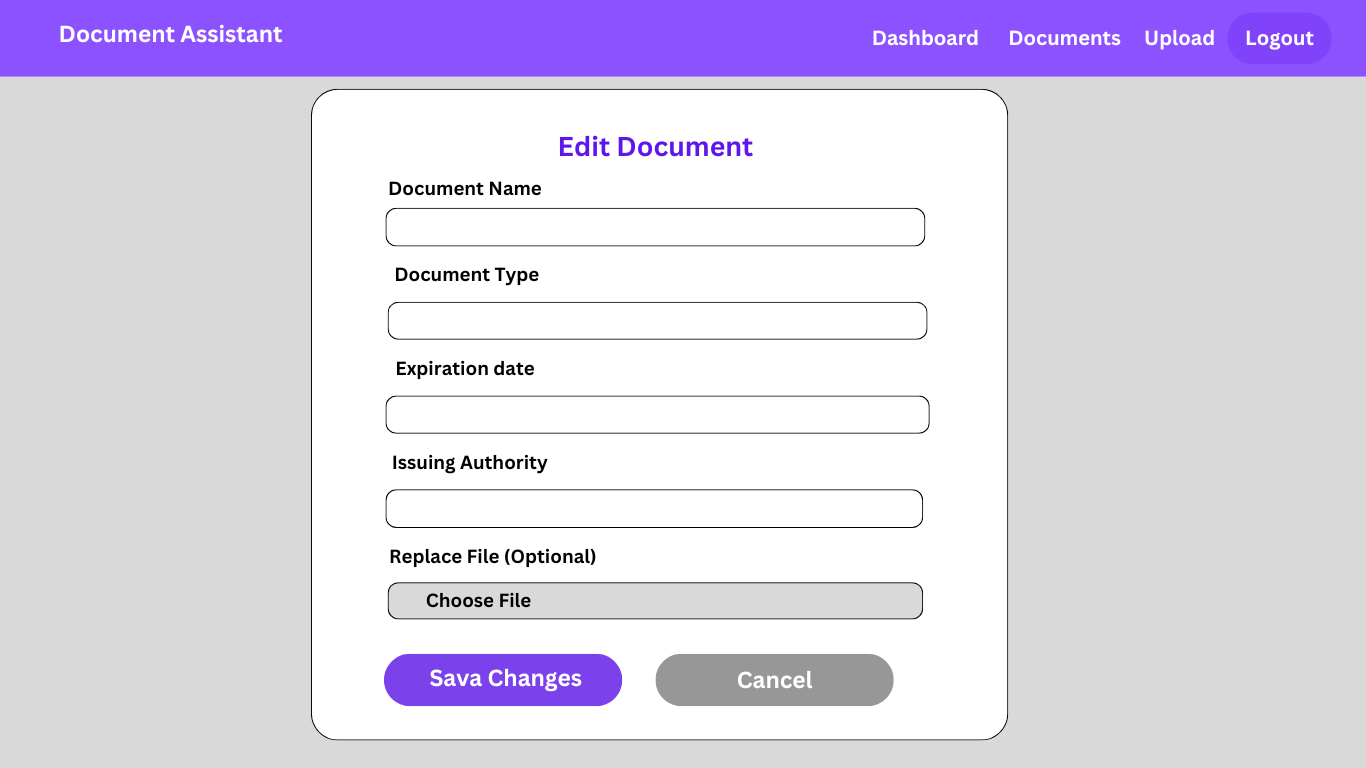 Document Assistant
Dashboard Documents Upload Logout
Edit Document
Document Name
Document Type
Expiration date
Issuing Authority
Replace File (Optional)
Choose File
Sava Changes Cancel